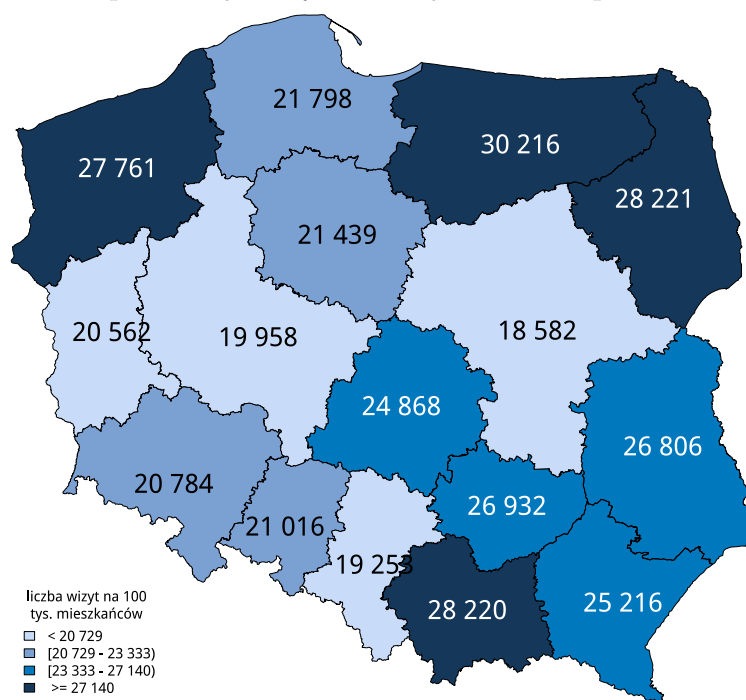 21 798
30 216
27 761
28 221
21 439
20 562
19 958
18 582
24 868
26 806
20 784
26 932
21 016
19 253
28 220
25 216
liczba wizyt na 100
tys. mieszkańców
< 20 729
[20 729 - 23 333)
[23 333 - 27 140)
>= 27 140